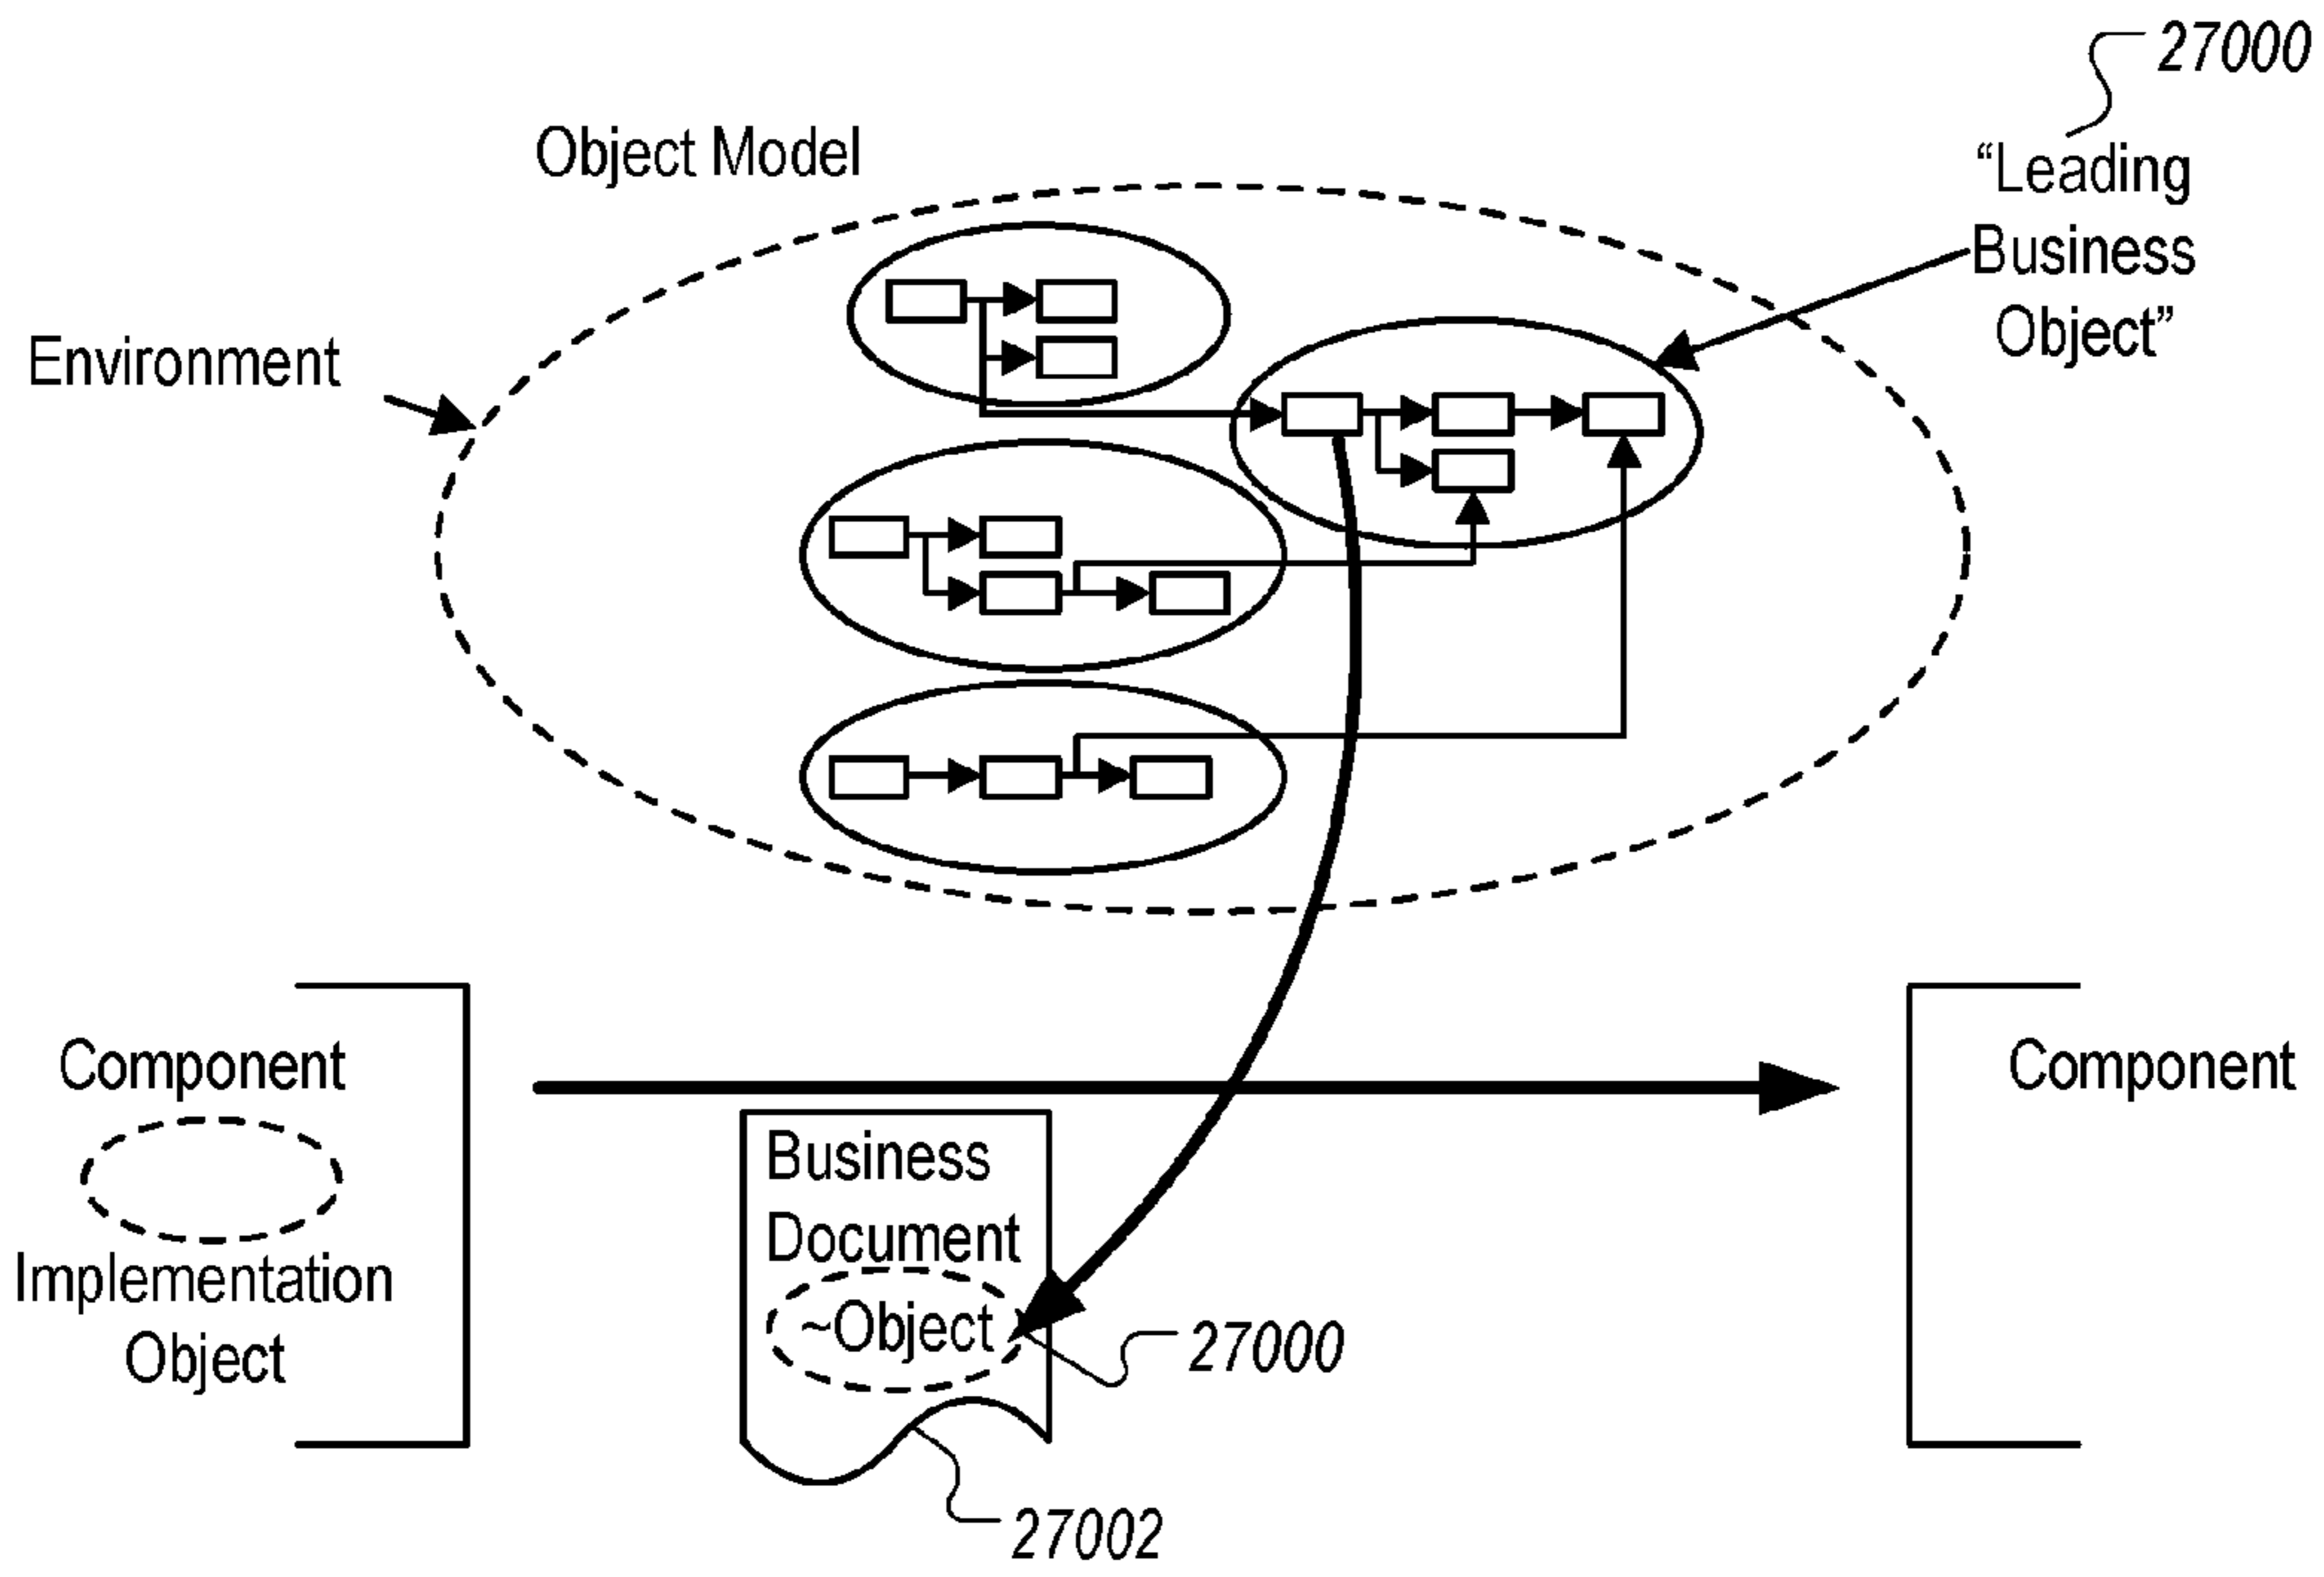 27000
Object Model
“Leading
Business
Object”
Environment
Component
Implementation
Object
Business
Document
~Object
27000
27002
Component